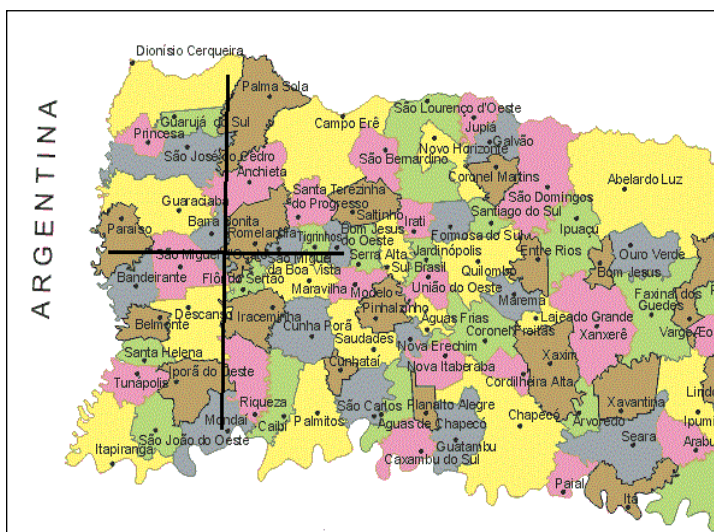 Dionísio Cerqueira
Palma Sola
ARGENTINA
São Lourenço d'Oeste
Guarujá do Sul
Campo Erê
Jupiá
Princesa
Galvão
Novo Horizonte
São José do Cedro
São Bernardino
Anchieta
Coronel Martins
Abelardo Luz
Santa Terezinha
do Progresso
São Domingos
Guaraciaba
Saltinho
Santiago do Sul
Paraíso
Barra Bonita
Irati
Ipuaçú
Bom Jesus
do Oeste
Romelândia
Tigrinhos
Formosa do Sul
Entre Rios
Ouro Verde
São Miguel
Oeste
São Miguel
da Boa Vista
Serra Alta
Jardinópolis
Sul Brasil
Quilombo
Bom Jesus
Bandeirante
Flor do Sertão
Maravilha
Modelo
União do Oeste
Faxinal dos
Guedes
Marema
Descans
Iraceminha
Pinhalzinho
Lajeado Grande
Belmonte
Cunha Porã
Águas Frias
Coronel Freitas
Xanxerê
Varge
Saudades
Nova Erechim
Santa Helena
Nova Itaberaba
Xaxim
Iporã do Oeste
Cunhataí
Tunápolis
Cordilheira Alta
Riqueza
São Carlos
Planalto Alegre
Xavantina
Lind
Mondaí
Caibí
Palmitos
Águas de Chapecó
Chapecó
Arvoredo
Ipumi
São João do Oeste
Guatambu
Seara
Itapiranga
Caxambu do Sul
Arabu
Paial
Itá